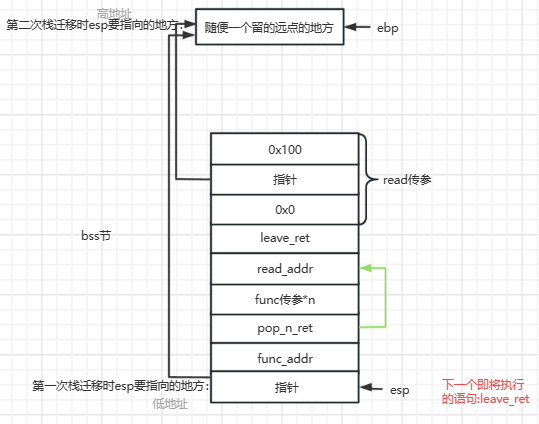 高地址
第二次栈迁移时esp要指向的地方:
随便一个留的远点的地方
ebp
0x100
指针
read传参
0x0
bss节
leave_ret
read_addr
func传参*n
pop_n_ret
func_addr
第一次栈迁移时esp要指向的地方:
指针
esp
下一个即将执行
的语句:leave_ret
低地址